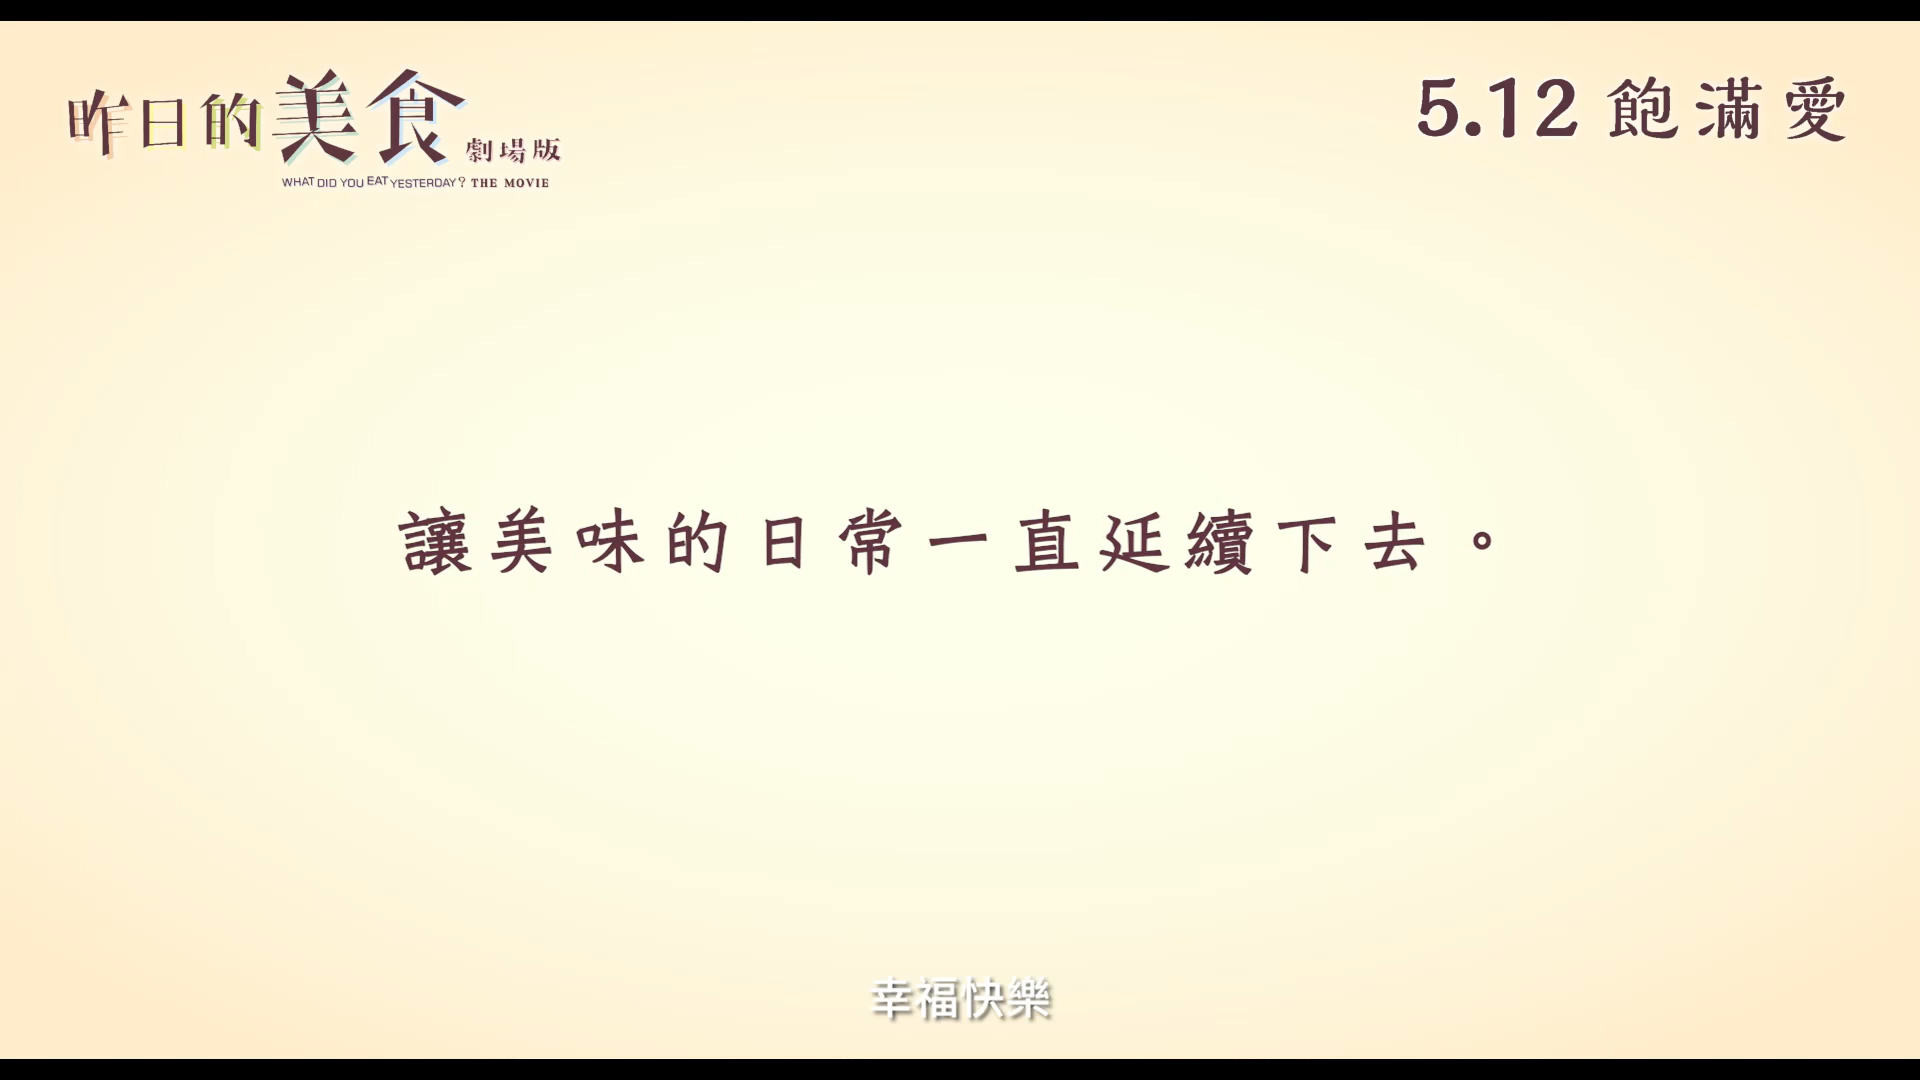 昨日的美食 劇場版
WHAT DID YOU EAT YESTERDAY? THE MOVIE
5.12 飽滿愛
讓美味的日常一直延續下去。
幸福快樂